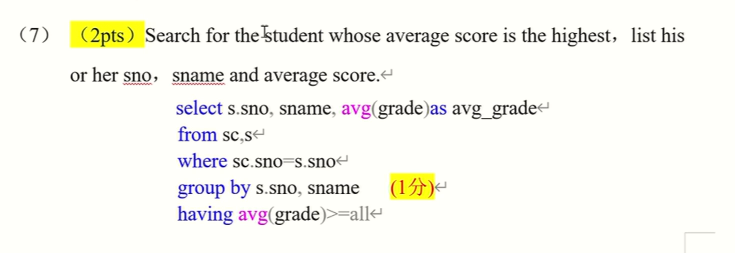 （7）（2pts）Search for the student whose average score is the highest，list his
or her sno，sname and average score.↵
select s.sno, sname, avg(grade)as avg_grade↵
from sc,s↵
where sc.sno=s.sno↵
group by s.sno, sname (1分)↵
having avg(grade)>=all↵